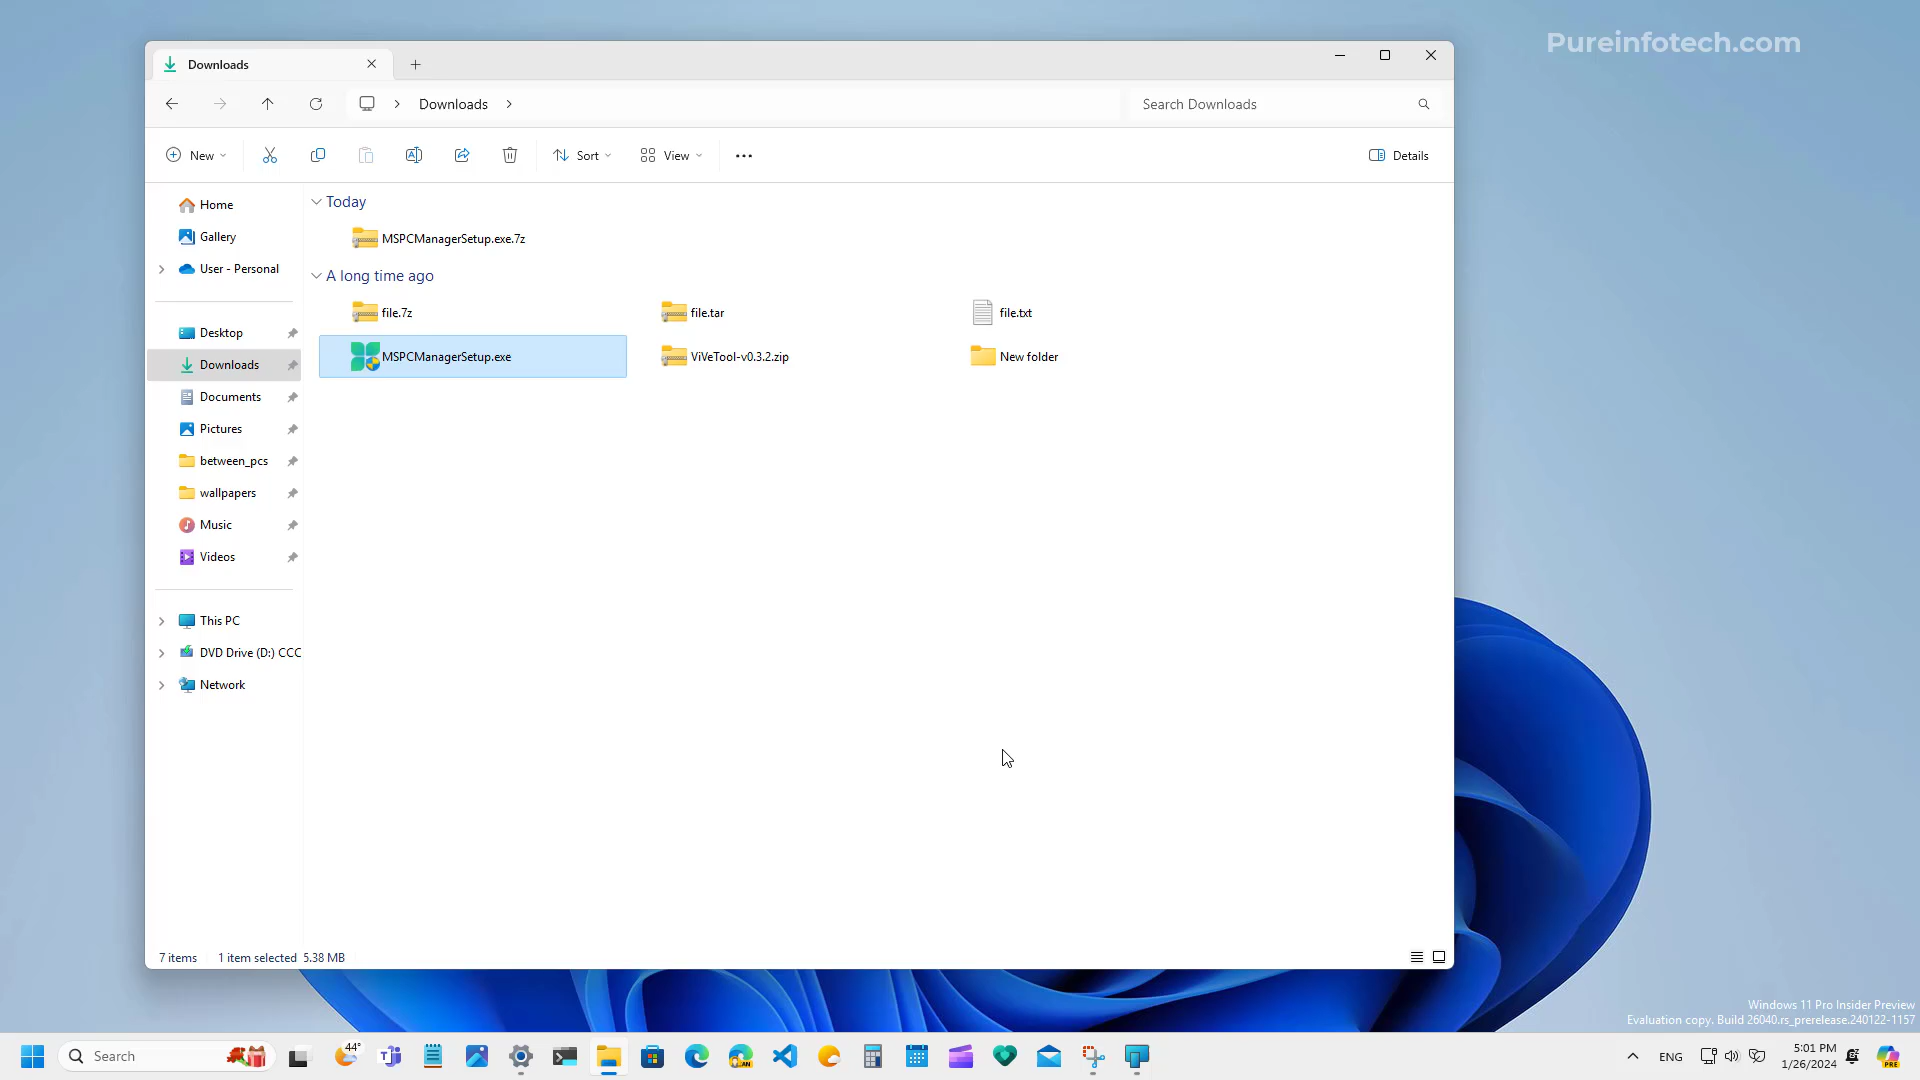 Pureinfotech.com
Downloads
Downloads
Search Downloads
New
Sort
View
Details
Home
Gallery
User - Personal
Desktop
Downloads
Documents
Pictures
between_pcs
wallpapers
Music
Videos
This PC
DVD Drive (D:) CCC
Network
Today
MSPCManagerSetup.exe.7z
A long time ago
file.7z
file.tar
file.txt
MSPCManagerSetup.exe
ViVeTool-v0.3.2.zip
New folder
7 items
1 item selected 5.38 MB
Windows 11 Pro Insider Preview
Evaluation copy. Build 26040.rs_prerelease.240122-1157
Search
44°
CAN
ENG
5:01 PM
1/26/2024
PRE